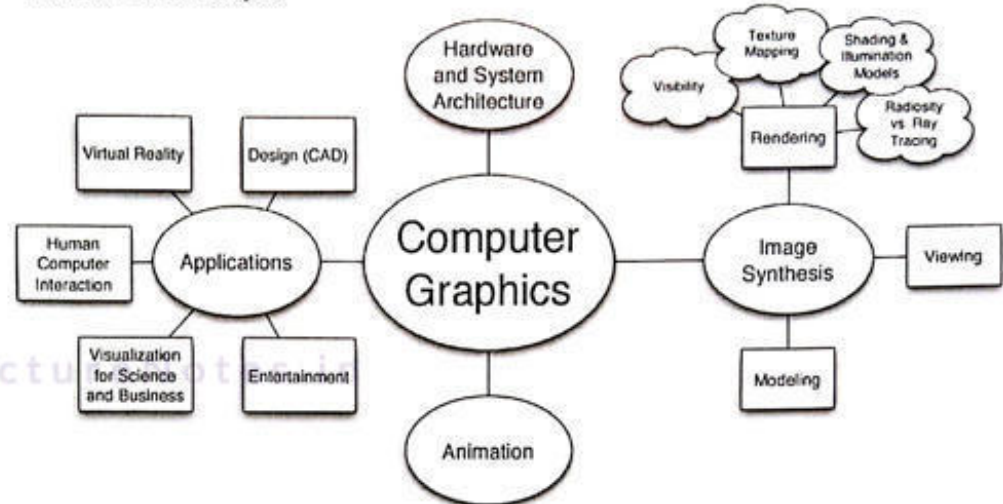 Hardware
and System
Architecture
Texture
Mapping
Shading &
Illumination
Models
Visibility
Radiosity
vs Ray
Tracing
Rendering
Virtual Reality
Design (CAD)
Human
Computer
Interaction
Applications
Computer
Graphics
Image
Synthesis
Viewing
Visualization
for Science
and Business
Entertainment
Modeling
Animation